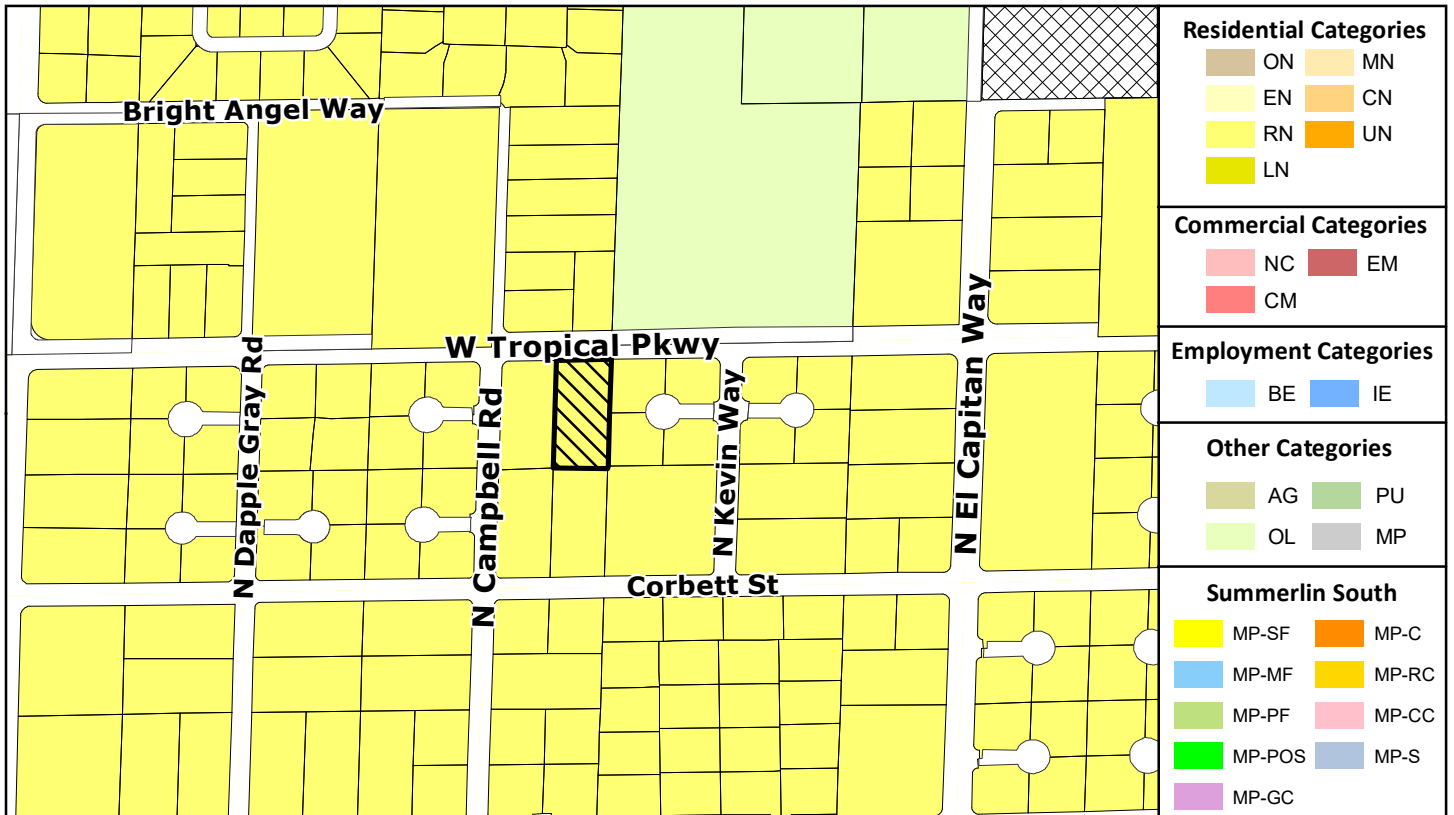 Bright Angel Way
W Tropical Pkwy
N Dapple Gray Rd
N Campbell Rd
N Kevin Way
N El Capitan Way
Corbett St
Residential Categories
ON MN
EN CN
RN UN
LN
Commercial Categories
NC EM
CM
Employment Categories
BE IE
Other Categories
AG PU
OL MP
Summerlin South
MP-SF MP-C
MP-MF MP-RC
MP-PF MP-CC
MP-POS MP-S
MP-GC